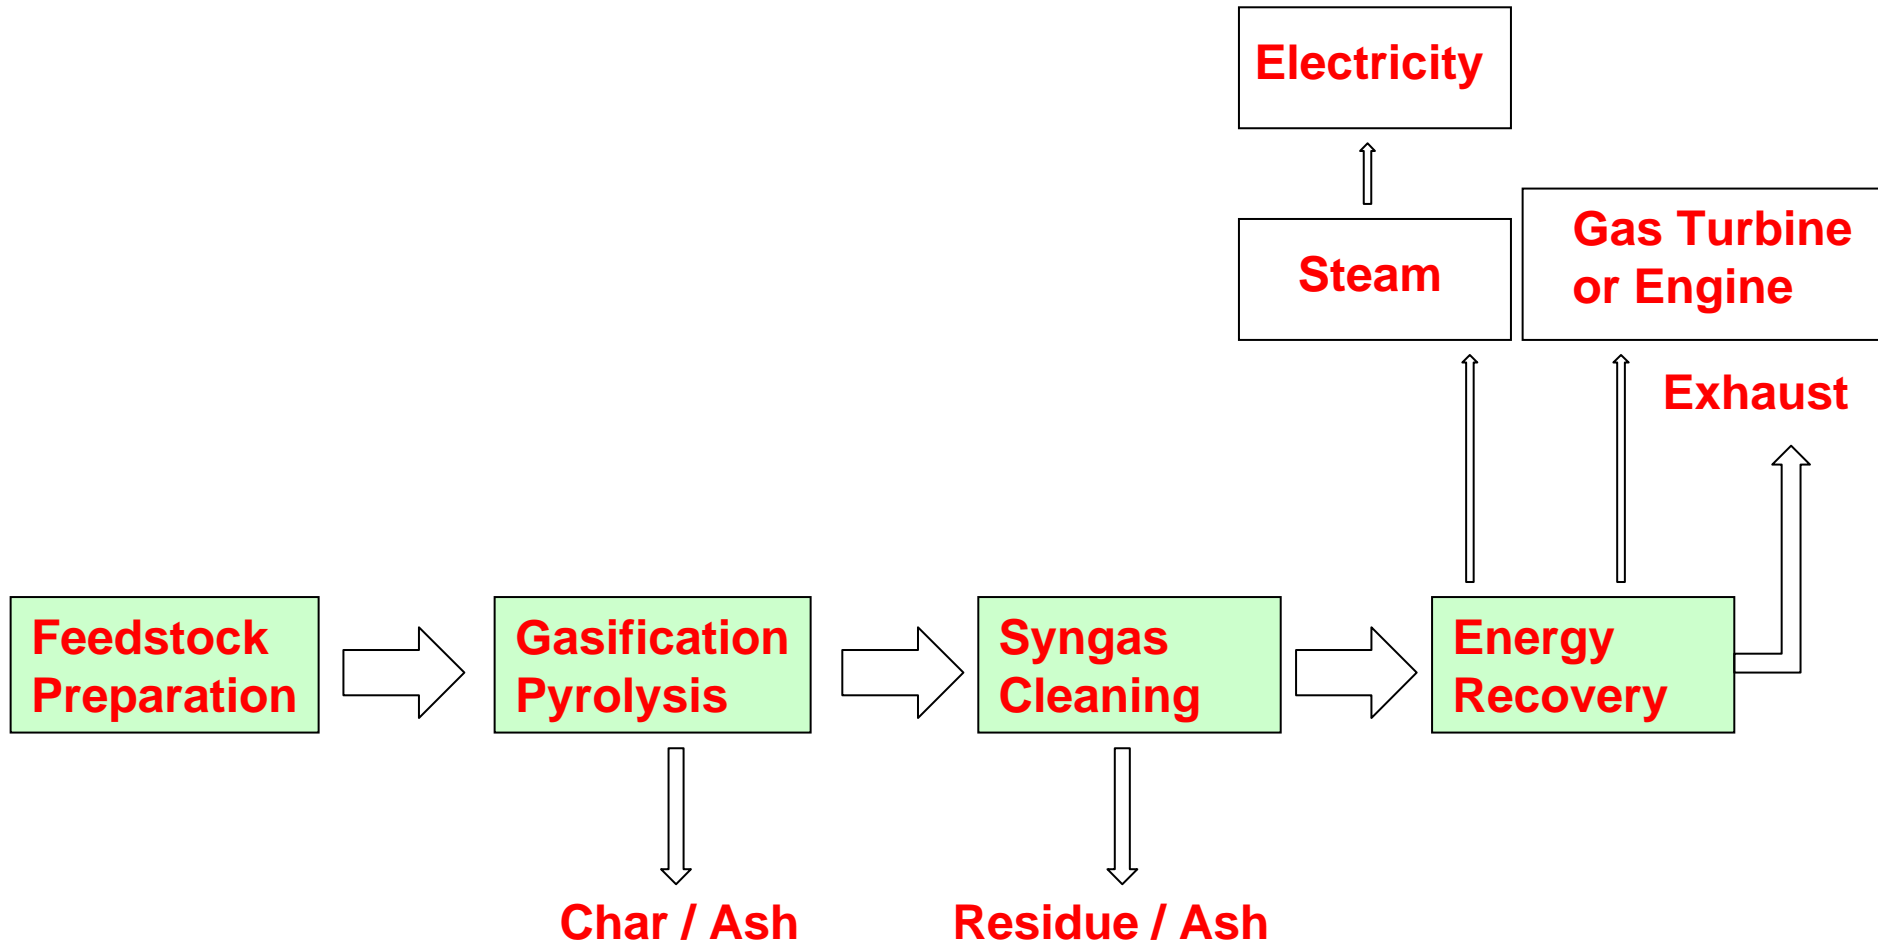 Electricity
Steam
Gas Turbine
or Engine
Exhaust
Feedstock
Preparation
Gasification
Pyrolysis
Syngas
Cleaning
Energy
Recovery
Char / Ash
Residue / Ash